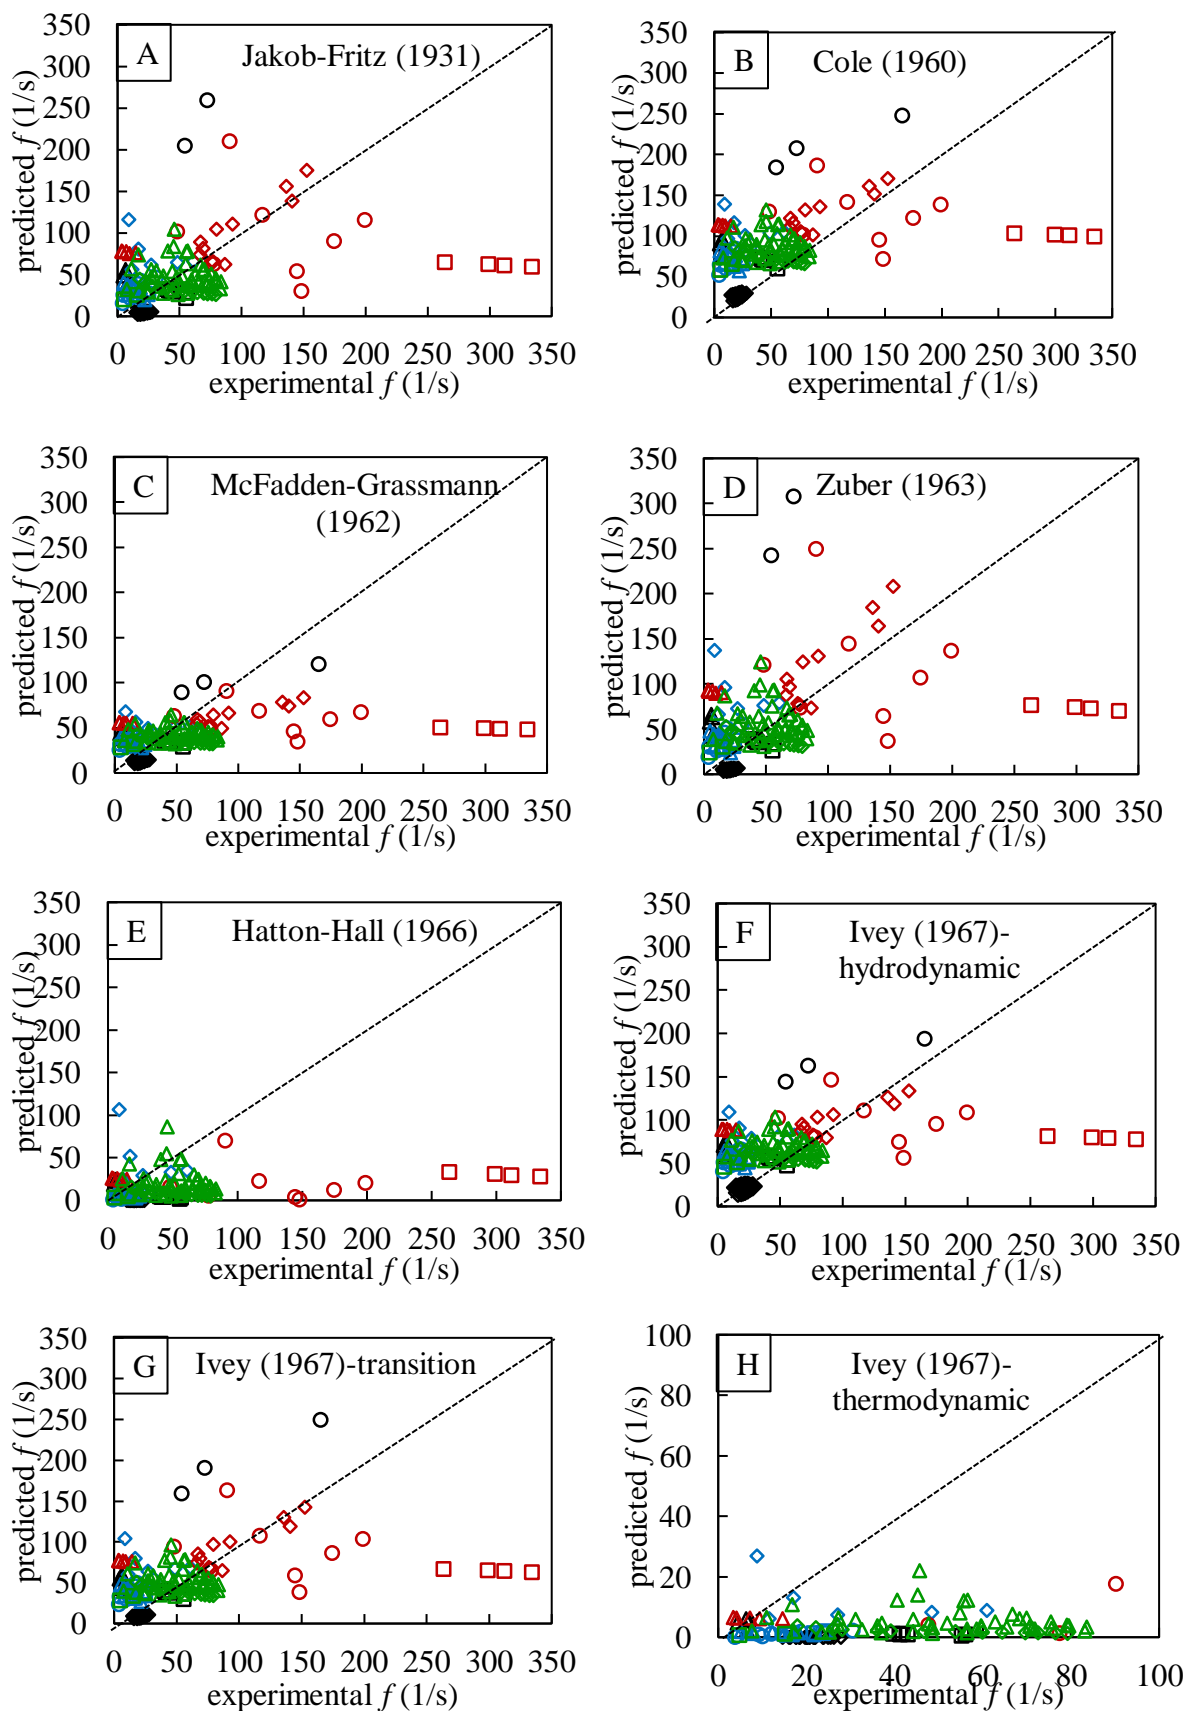 A
Jakob-Fritz (1931)
predicted f (1/s)
350
300
250
200
150
100
50
0
0 50 100 150 200 250 300 350
experimental f (1/s)
B
Cole (1960)
predicted f (1/s)
350
300
250
200
150
100
50
0
0 50 100 150 200 250 300 350
experimental f (1/s)
C
McFadden-Grassmann
(1962)
predicted f (1/s)
350
300
250
200
150
100
50
0
0 50 100 150 200 250 300 350
experimental f (1/s)
D
Zuber (1963)
predicted f (1/s)
350
300
250
200
150
100
50
0
0 50 100 150 200 250 300 350
experimental f (1/s)
E
Hatton-Hall (1966)
predicted f (1/s)
350
300
250
200
150
100
50
0
0 50 100 150 200 250 300 350
experimental f (1/s)
F
Ivey (1967)-
hydrodynamic
predicted f (1/s)
350
300
250
200
150
100
50
0
0 50 100 150 200 250 300 350
experimental f (1/s)
G
Ivey (1967)-transition
predicted f (1/s)
350
300
250
200
150
100
50
0
0 50 100 150 200 250 300 350
experimental f (1/s)
H
Ivey (1967)-
thermodynamic
predicted f (1/s)
100
80
60
40
20
0
0 20 40 60 80 100
experimental f (1/s)